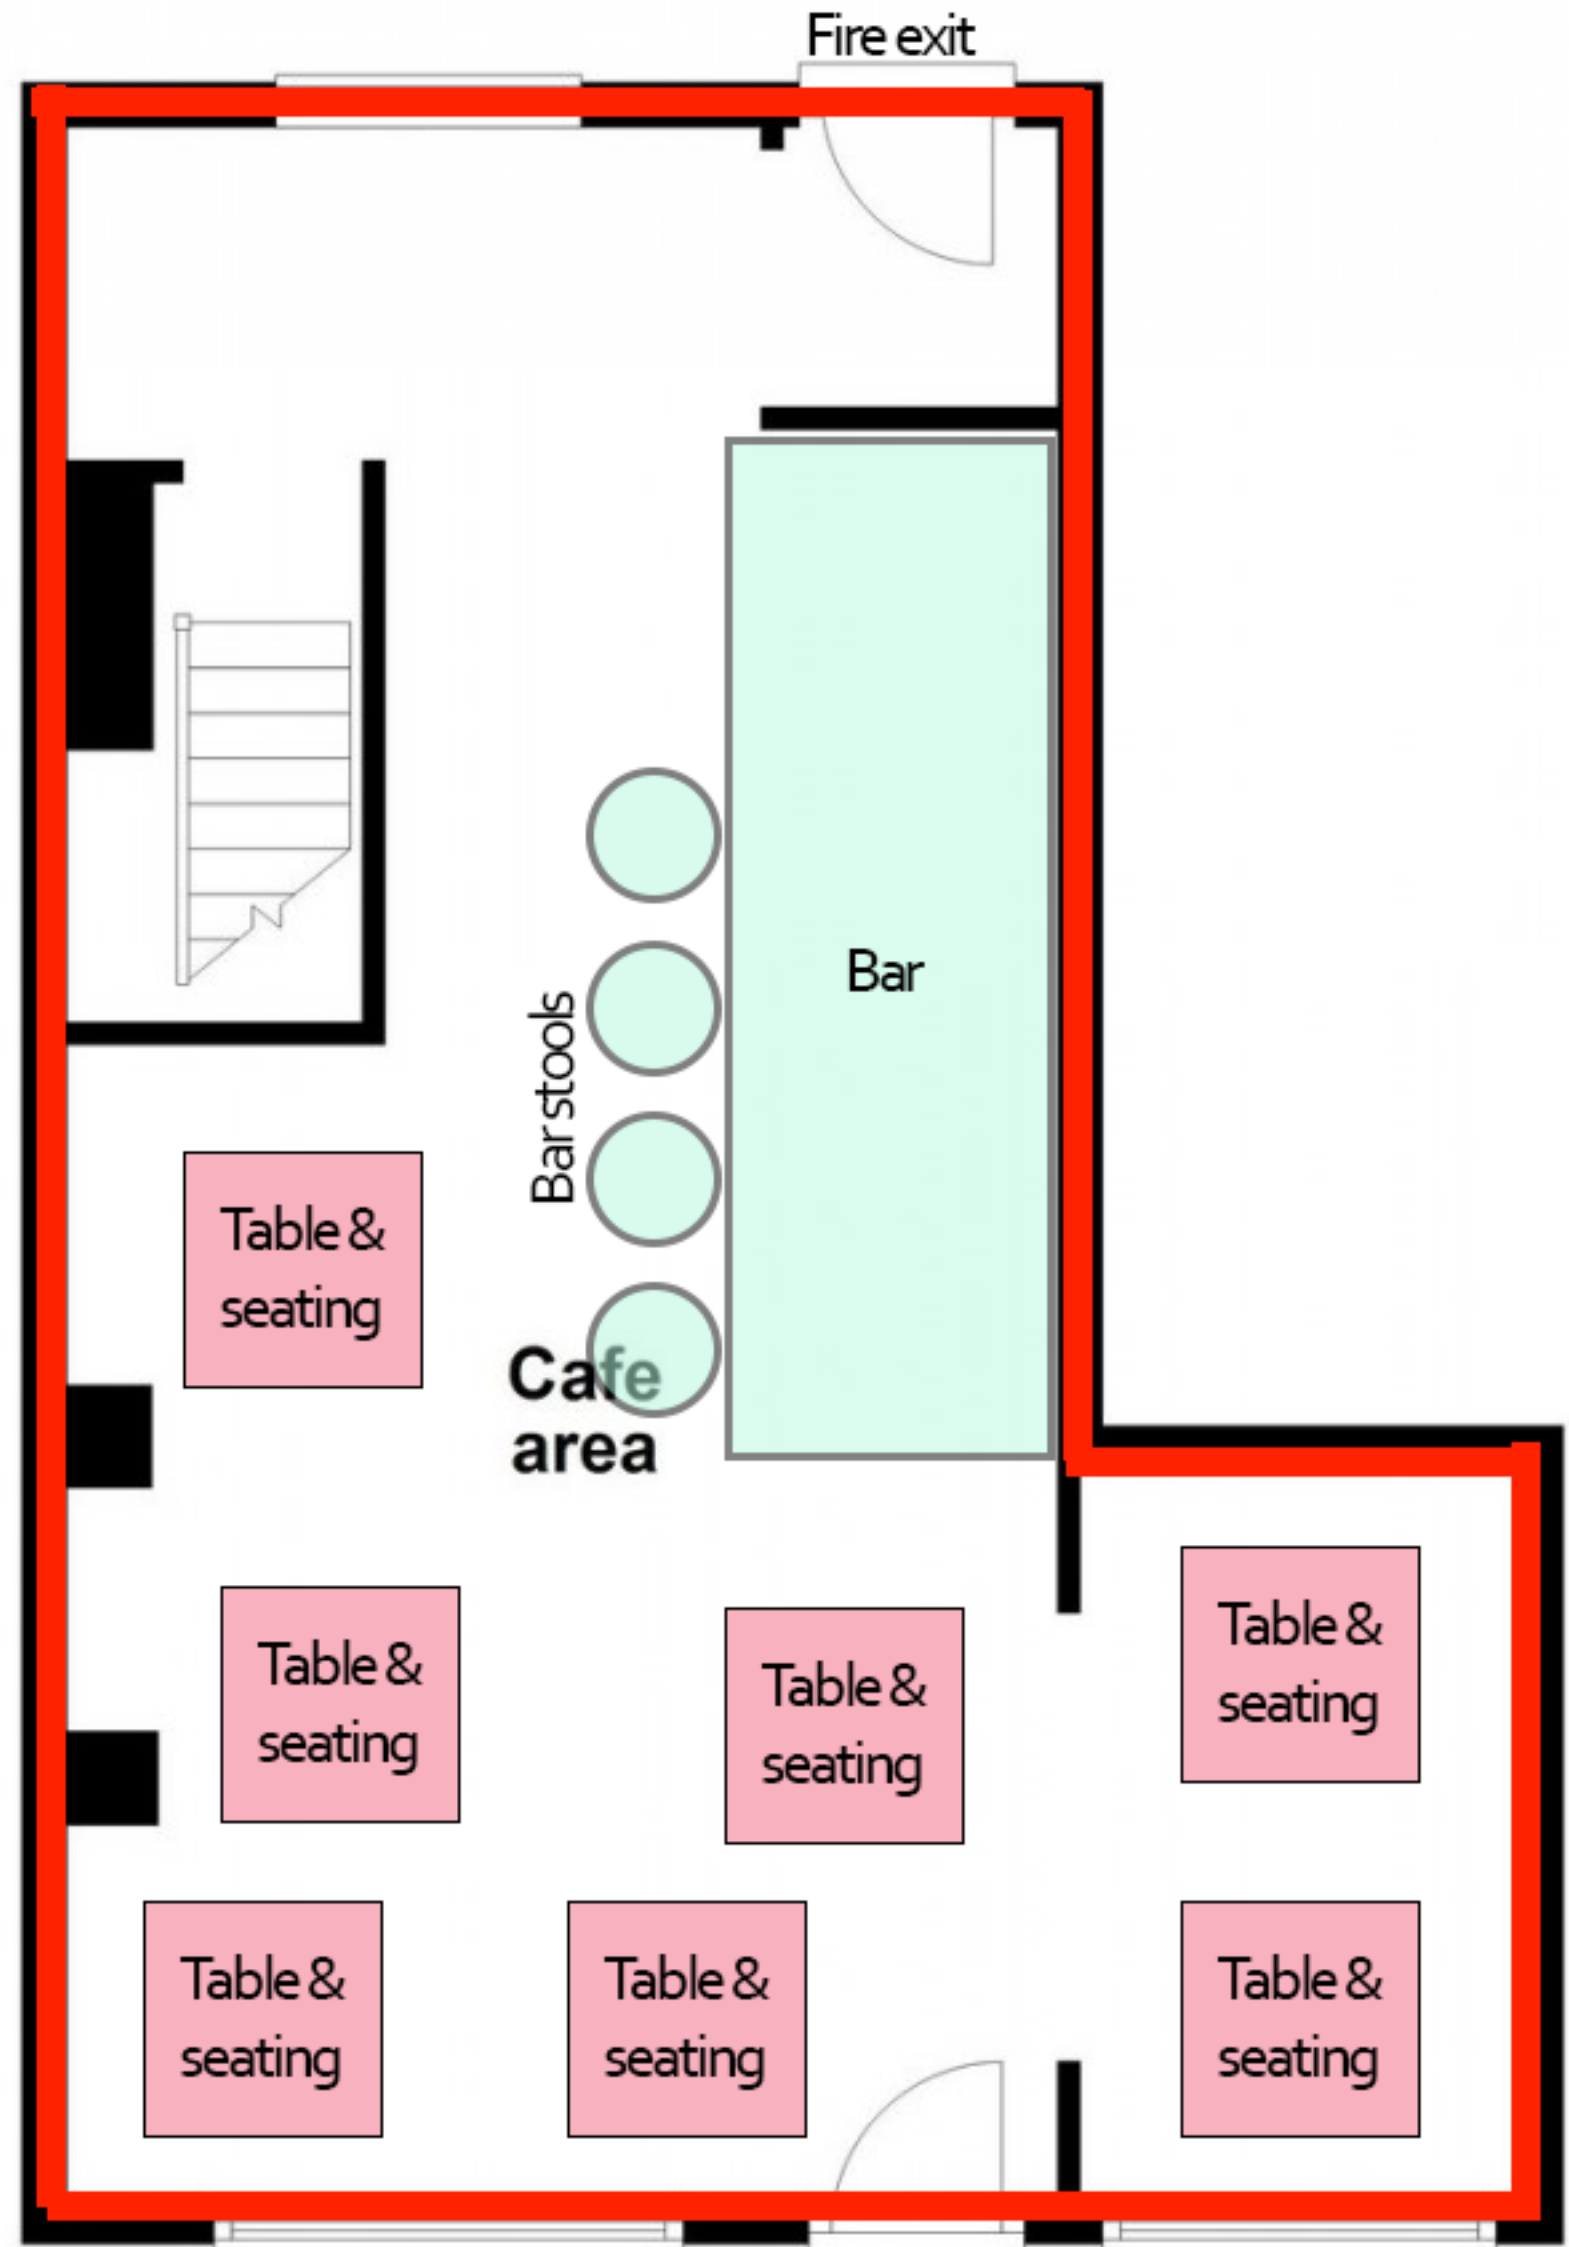 Fire exit
Bar
Bar stools
Table &
seating
Cafe
area
Table &
seating
Table &
seating
Table &
seating
Table &
seating
Table &
seating
Table &
seating